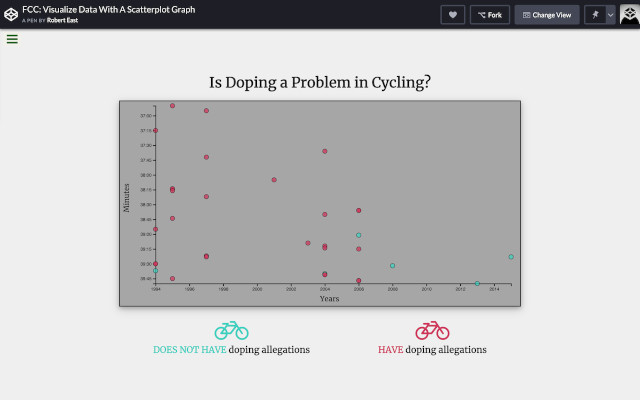 FCC: Visualize Data With A Scatterplot Graph
A PEN BY Robert East
Fork
Change View
Is Doping a Problem in Cycling?
37:00
37:15
37:30
37:45
38:00
38:15
38:30
38:45
39:00
39:15
39:30
39:45
Minutes
1994 1996 1998 2000 2002 2004 2006 2008 2010 2012 2014
Years
DOES NOT HAVE doping allegations
HAVE doping allegations